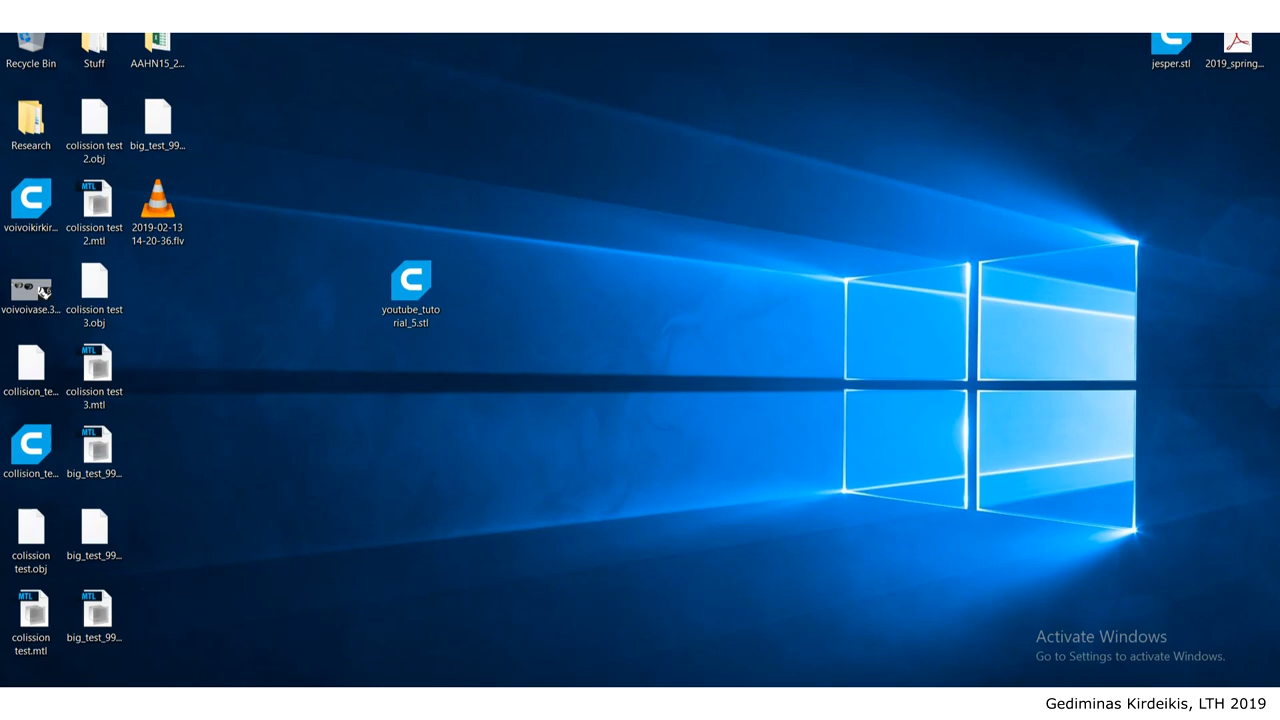 Recycle Bin
Stuff
AAHN15_2...
jesper.stl
2019_spring...
Research
colission test
2.obj
big_test_99...
voivoikirkir...
MTL
colission test
2.mtl
2019-02-13
14-20-36.flv
voivoivase.3...
colission test
3.obj
youtube_tuto
rial_5.stl
collision_te...
MTL
colission test
3.mtl
collision_te...
MTL
big_test_99...
colission
test.obj
big_test_99...
MTL
colission
test.mtl
MTL
big_test_99...
Activate Windows
Go to Settings to activate Windows.
Gediminas Kirdeikis, LTH 2019